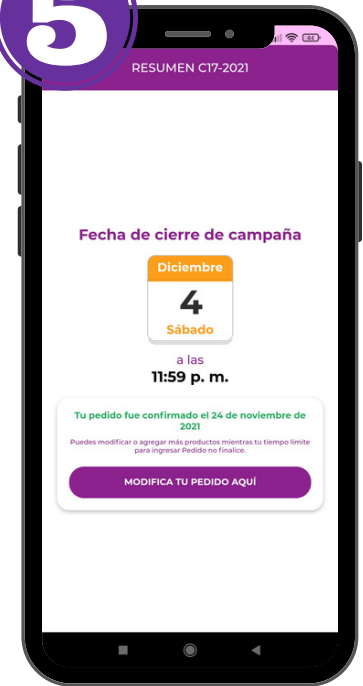 5
44
RESUMEN C17-2021
Fecha de cierre de campaña
Diciembre
4
Sábado
a las
11:59 p. m.
Tu pedido fue confirmado el 24 de noviembre de
2021
Puedes modificar o agregar más productos mientras tu tiempo límite
para ingresar Pedido no finalice.
MODIFICA TU PEDIDO AQUÍ